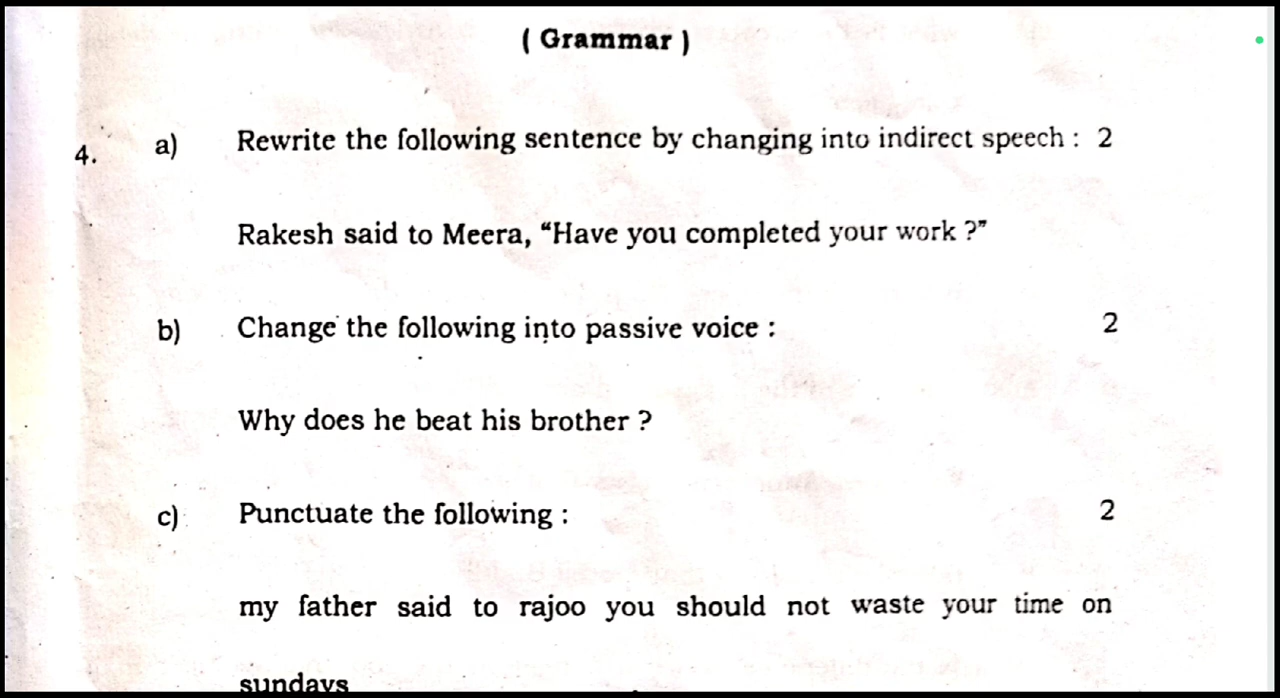 ( Grammar )
4. a) Rewrite the following sentence by changing into indirect speech : 2
Rakesh said to Meera, “Have you completed your work ?”
b) Change the following into passive voice : 2
Why does he beat his brother ?
c) Punctuate the following : 2
my father said to rajoo you should not waste your time on
sundays